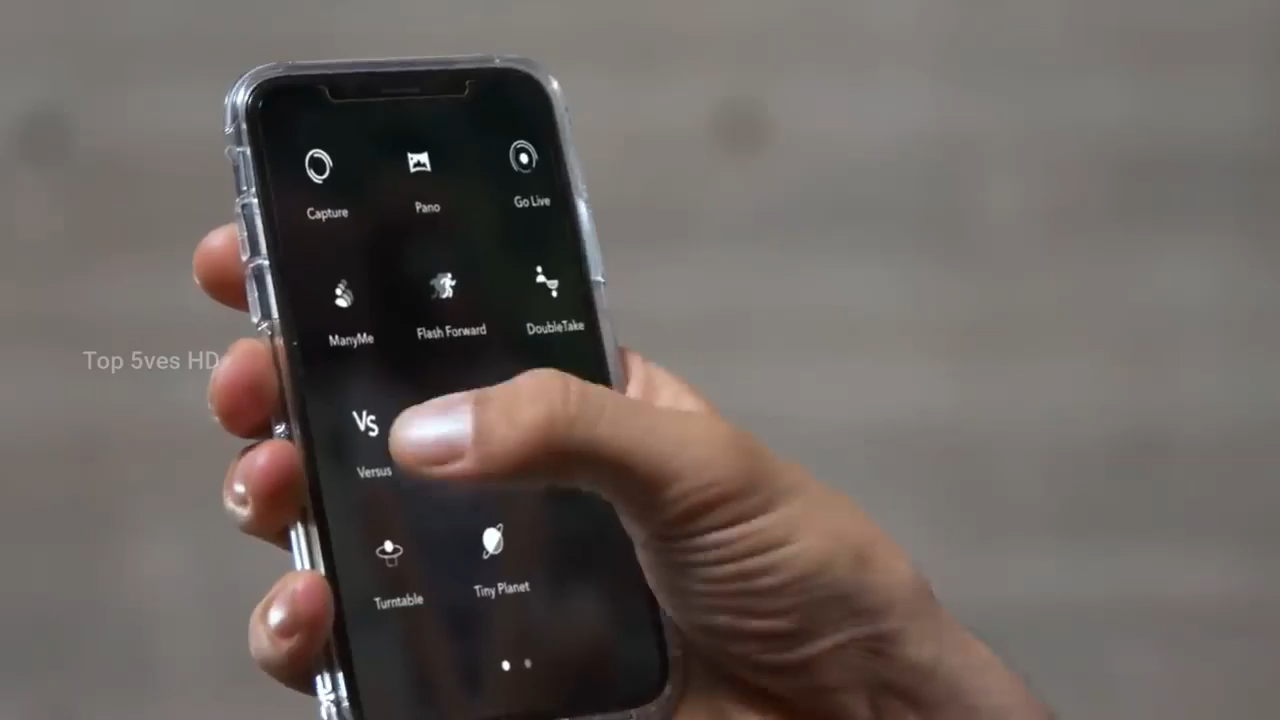 Capture
Pano
Go Live
ManyMe
Flash Forward
DoubleTake
Top 5ves HD
Vs
Versus
Turntable
Tiny Planet